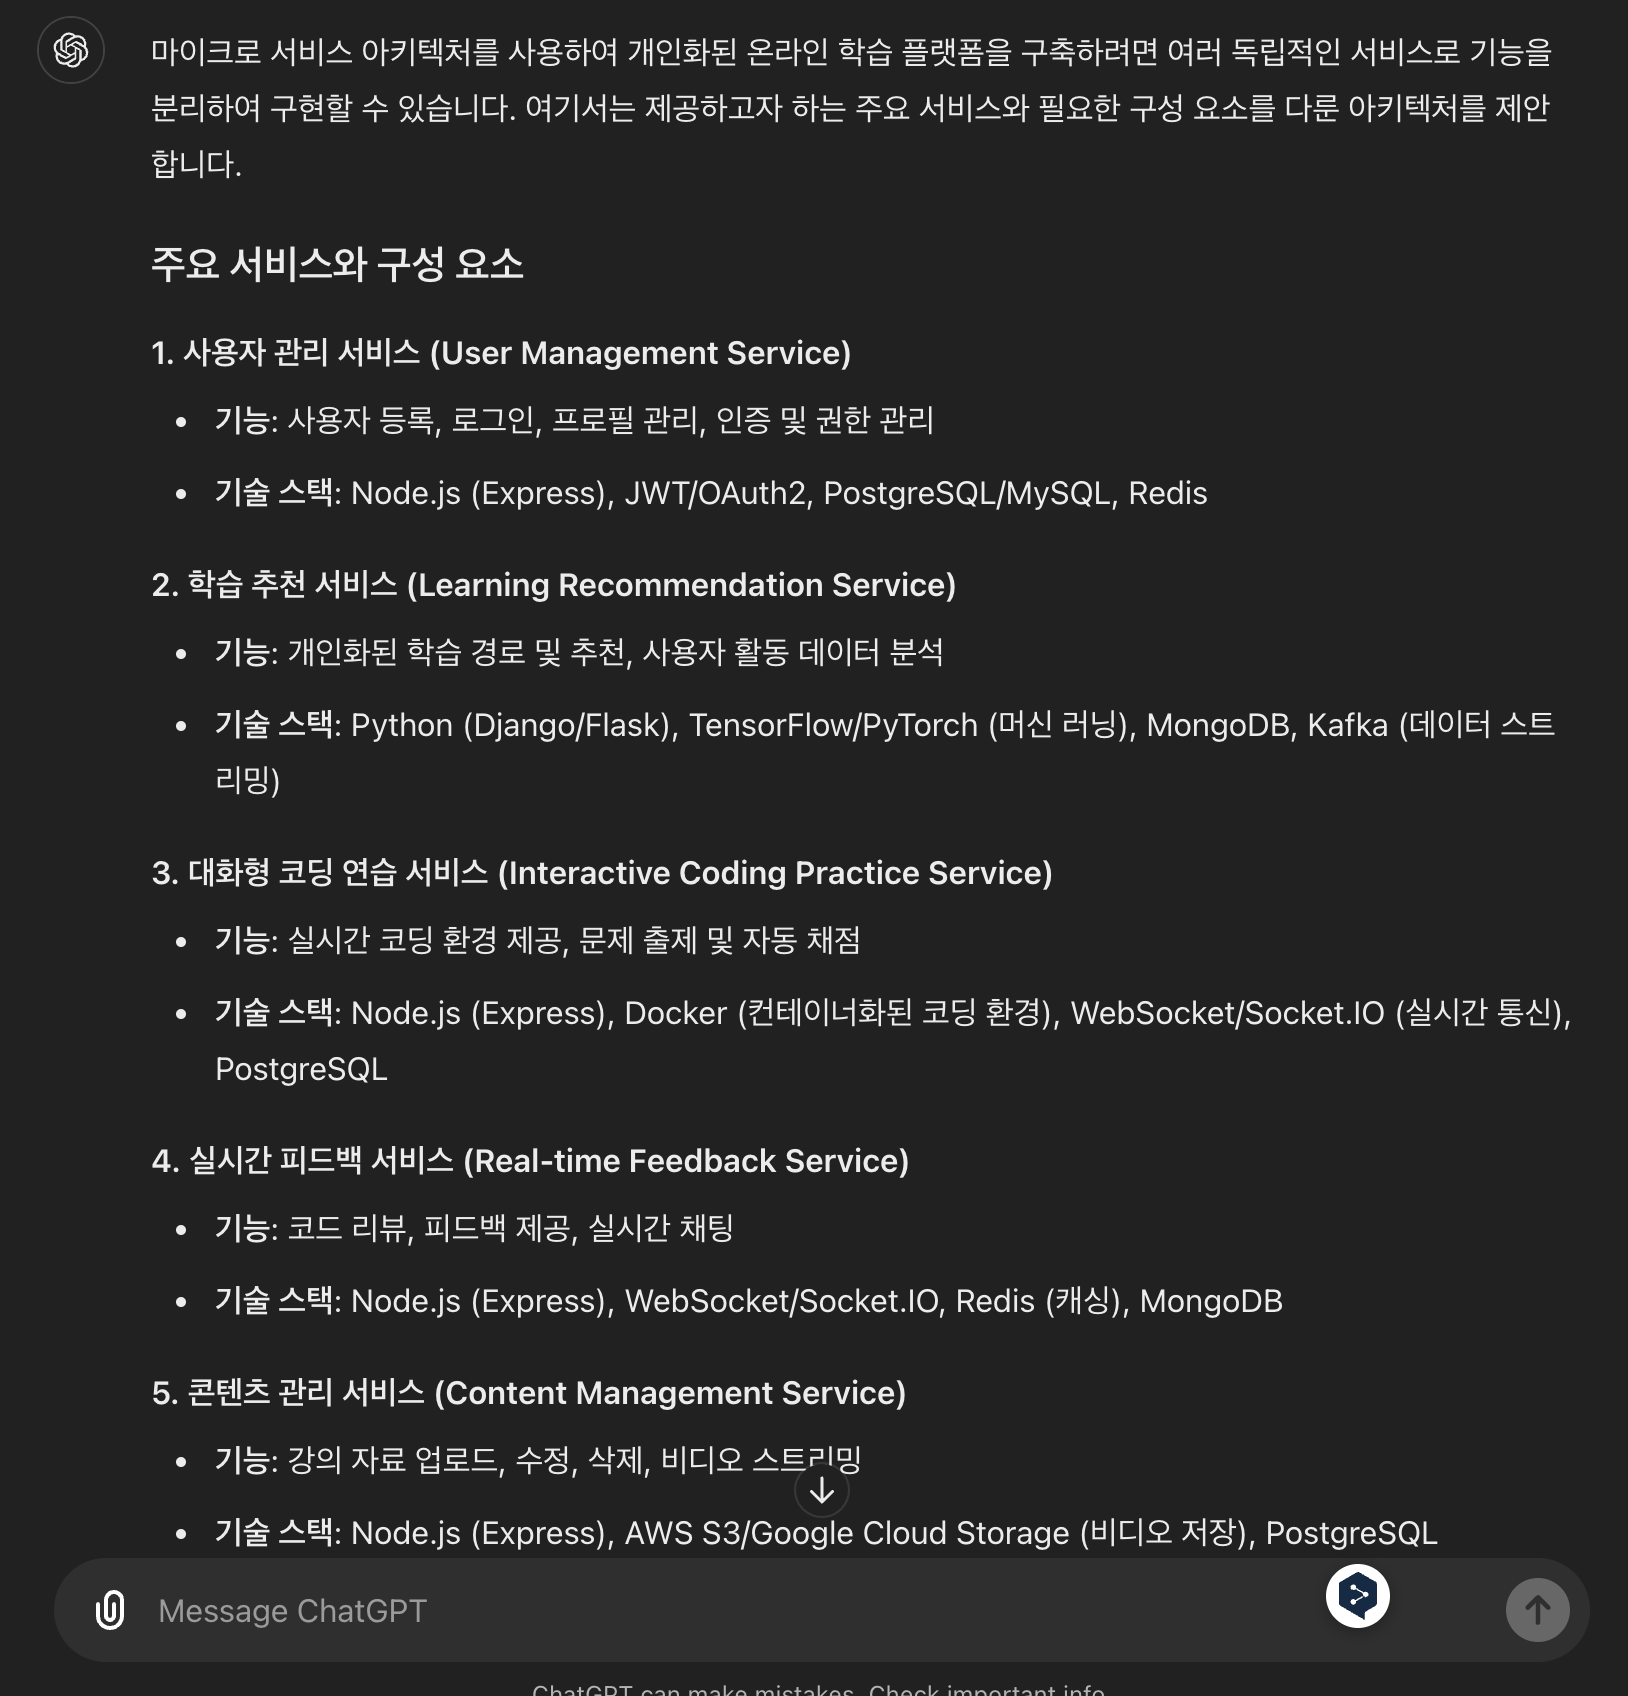 마이크로 서비스 아키텍처를 사용하여 개인화된 온라인 학습 플랫폼을 구축하려면 여러 독립적인 서비스로 기능을
분리하여 구현할 수 있습니다. 여기서는 제공하고자 하는 주요 서비스와 필요한 구성 요소를 다룬 아키텍처를 제안
합니다.
주요 서비스와 구성 요소
1. 사용자 관리 서비스 (User Management Service)
• 기능: 사용자 등록, 로그인, 프로필 관리, 인증 및 권한 관리
• 기술 스택: Node.js (Express), JWT/OAuth2, PostgreSQL/MySQL, Redis
2. 학습 추천 서비스 (Learning Recommendation Service)
• 기능: 개인화된 학습 경로 및 추천, 사용자 활동 데이터 분석
• 기술 스택: Python (Django/Flask), TensorFlow/PyTorch (머신 러닝), MongoDB, Kafka (데이터 스트
리밍)
3. 대화형 코딩 연습 서비스 (Interactive Coding Practice Service)
• 기능: 실시간 코딩 환경 제공, 문제 출제 및 자동 채점
• 기술 스택: Node.js (Express), Docker (컨테이너화된 코딩 환경), WebSocket/Socket.IO (실시간 통신),
PostgreSQL
4. 실시간 피드백 서비스 (Real-time Feedback Service)
• 기능: 코드 리뷰, 피드백 제공, 실시간 채팅
• 기술 스택: Node.js (Express), WebSocket/Socket.IO, Redis (캐싱), MongoDB
5. 콘텐츠 관리 서비스 (Content Management Service)
• 기능: 강의 자료 업로드, 수정, 삭제, 비디오 스트리밍
• 기술 스택: Node.js (Express), AWS S3/Google Cloud Storage (비디오 저장), PostgreSQL
Message ChatGPT
ChatGPT can make mistakes. Check important info.